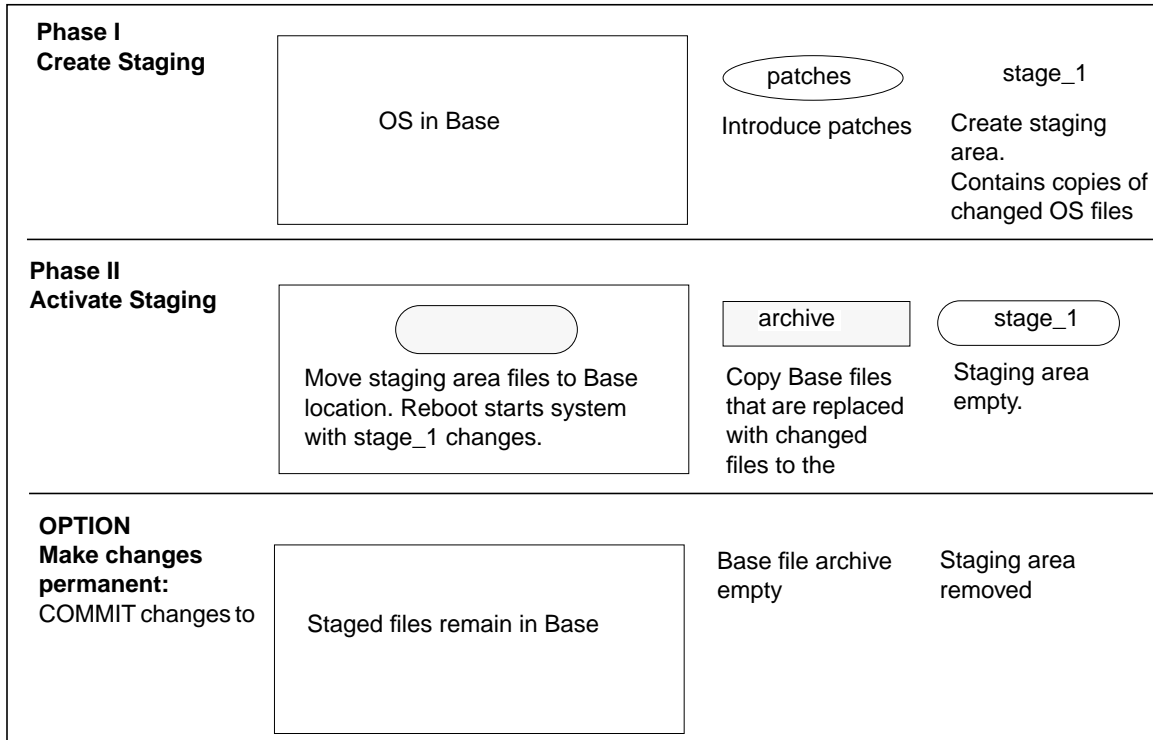 Phase I
Create Staging
OS in Base
patches
Introduce patches
stage_1
Create staging
area.
Contains copies of
changed OS files
Phase II
Activate Staging
Move staging area files to Base
location. Reboot starts system
with stage_1 changes.
archive
Copy Base files
that are replaced
with changed
files to the
stage_1
Staging area
empty.
OPTION
Make changes
permanent:
COMMIT changes to
Staged files remain in Base
Base file archive
empty
Staging area
removed